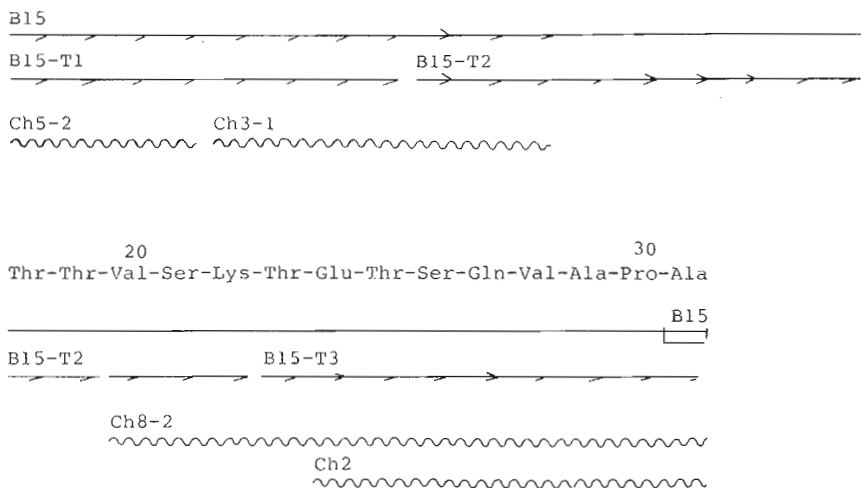 B15
B15-T1 B15-T2
Ch5-2 Ch3-1
20 30
Thr-Thr-Val-Ser-Lys-Thr-Glu-Thr-Ser-Gln-Val-Ala-Pro-Ala
B15
B15-T2 B15-T3
Ch8-2
Ch2